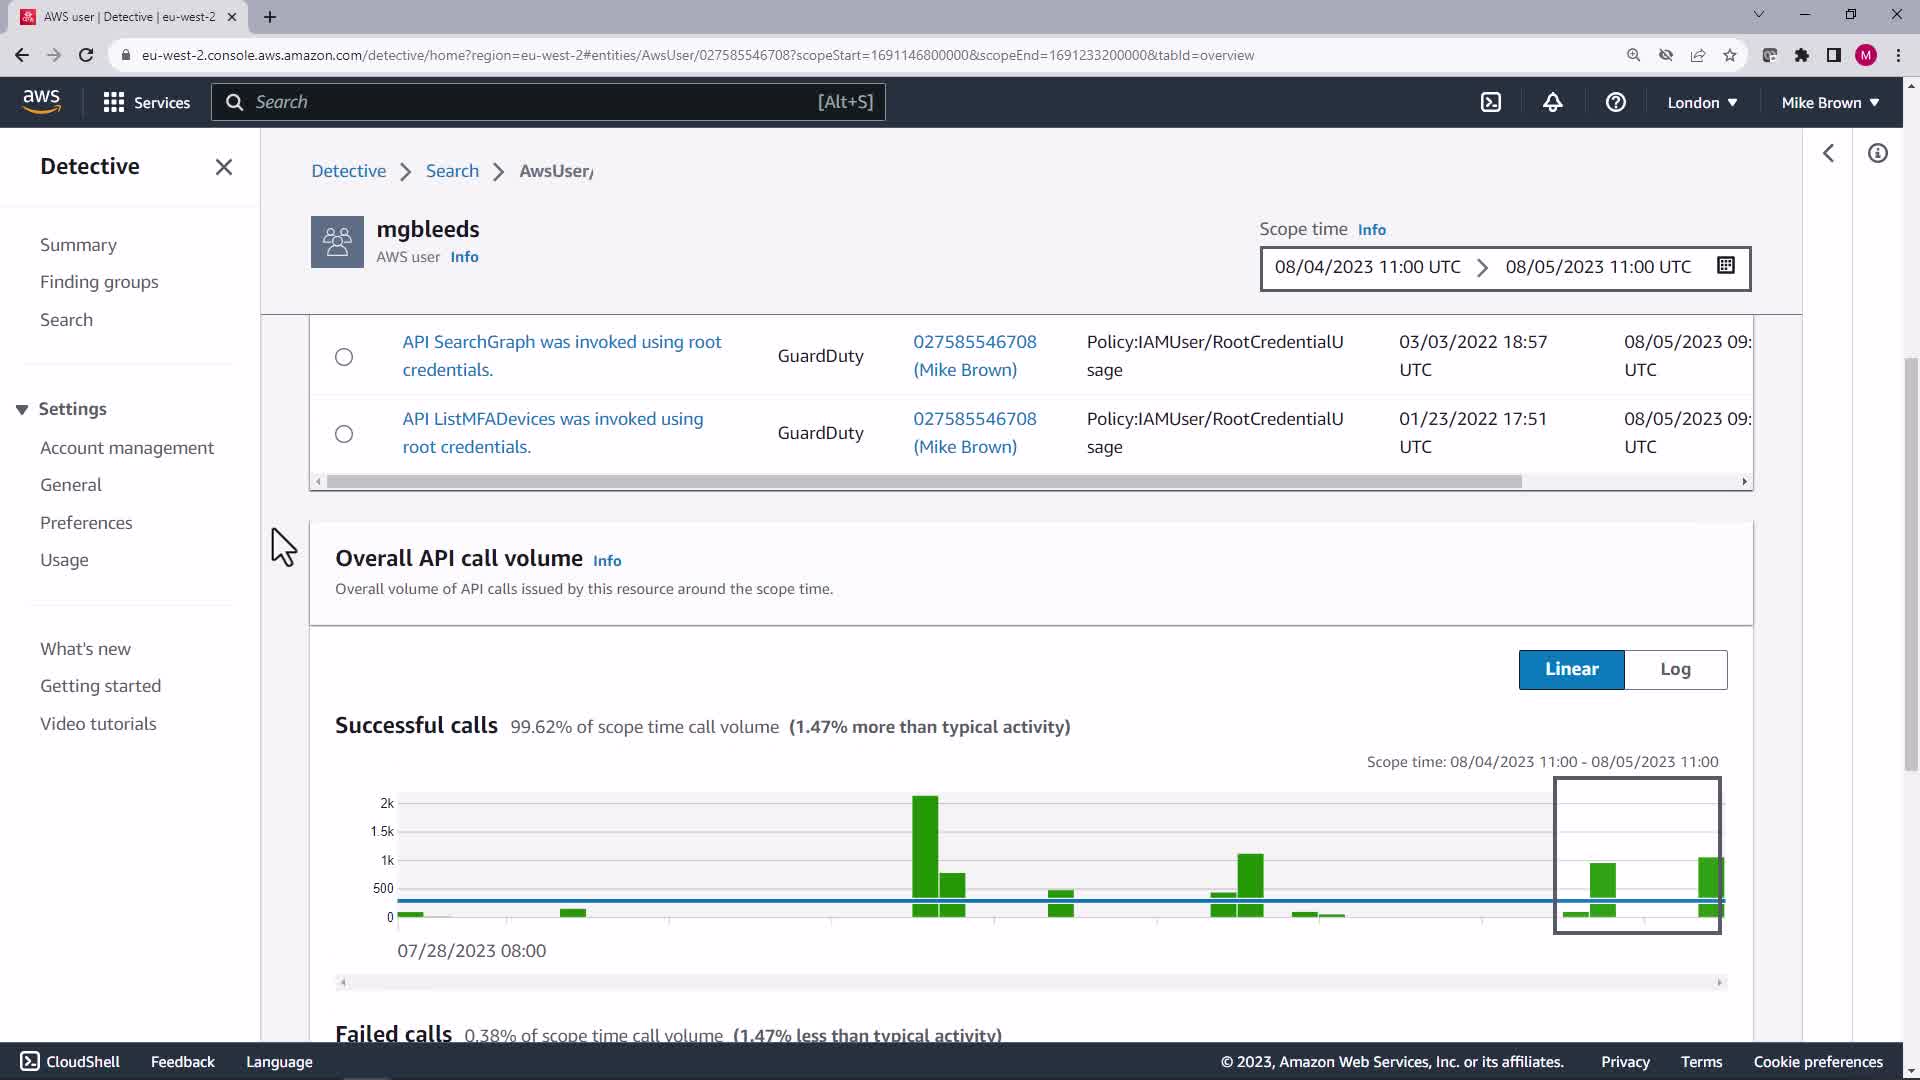 AWS user | Detective | eu-west-2
eu-west-2.console.aws.amazon.com/detective/home?region=eu-west-2#entities/AwsUser/027585546708?scopeStart=1691146800000&scopeEnd=1691233200000&tabId=overview
M
aws
Services
Search
[Alt+S]
London
Mike Brown
Detective
Summary
Finding groups
Search
Settings
Account management
General
Preferences
Usage
What's new
Getting started
Video tutorials
Detective
Search
AwsUser/
mgbleeds
AWS user Info
Scope time Info
08/04/2023 11:00 UTC
08/05/2023 11:00 UTC
API SearchGraph was invoked using root
credentials.
GuardDuty
027585546708
(Mike Brown)
Policy:IAMUser/RootCredentialU
sage
03/03/2022 18:57
UTC
08/05/2023 09:
UTC
API ListMFADevices was invoked using
root credentials.
GuardDuty
027585546708
(Mike Brown)
Policy:IAMUser/RootCredentialU
sage
01/23/2022 17:51
UTC
08/05/2023 09:
UTC
Overall API call volume Info
Overall volume of API calls issued by this resource around the scope time.
Linear
Log
Successful calls 99.62% of scope time call volume (1.47% more than typical activity)
Scope time: 08/04/2023 11:00 - 08/05/2023 11:00
2k
1.5k
1k
500
0
07/28/2023 08:00
Failed calls 0.38% of scope time call volume (1.47% less than typical activity)
CloudShell
Feedback
Language
© 2023, Amazon Web Services, Inc. or its affiliates.
Privacy
Terms
Cookie preferences